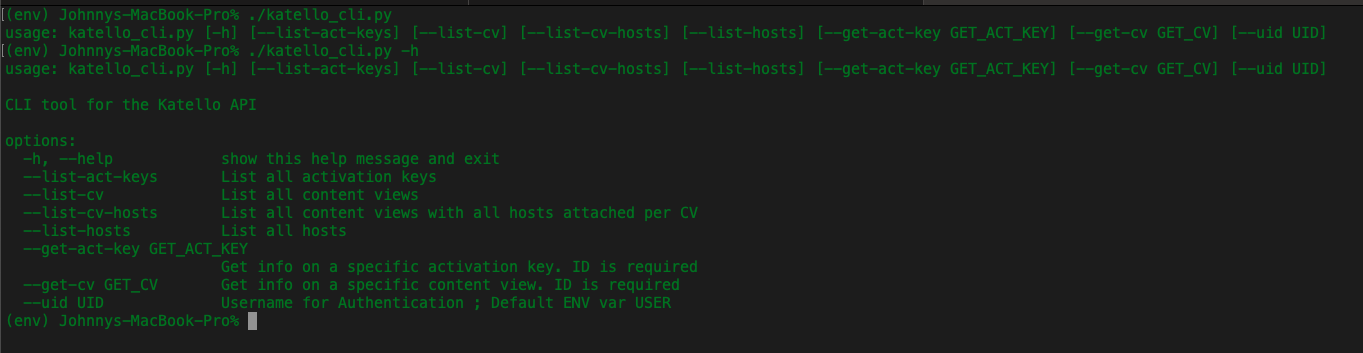 [(env) Johnnys-MacBook-Pro% ./katello_cli.py
usage: katello_cli.py [-h] [--list-act-keys] [--list-cv] [--list-cv-hosts] [--list-hosts] [--get-act-key GET_ACT_KEY] [--get-cv GET_CV] [--uid UID]
[(env) Johnnys-MacBook-Pro% ./katello_cli.py -h
usage: katello_cli.py [-h] [--list-act-keys] [--list-cv] [--list-cv-hosts] [--list-hosts] [--get-act-key GET_ACT_KEY] [--get-cv GET_CV] [--uid UID]

CLI tool for the Katello API

options:
  -h, --help            show this help message and exit
  --list-act-keys       List all activation keys
  --list-cv             List all content views
  --list-cv-hosts       List all content views with all hosts attached per CV
  --list-hosts          List all hosts
  --get-act-key GET_ACT_KEY
                        Get info on a specific activation key. ID is required
  --get-cv GET_CV       Get info on a specific content view. ID is required
  --uid UID             Username for Authentication ; Default ENV var USER
(env) Johnnys-MacBook-Pro%